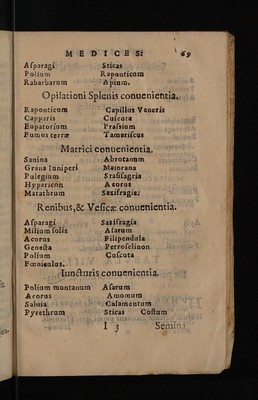 MEDICES: 69
Asparagi Sticas
Polium Raponticum
Rabarbarum Apium.
Opilationi Splenis conuenientia.
Raponticum Capillus Veneris
Capparis Cuscuta
Eupatorium Prassium
Fumus terræ Tamariscus
Matrici conuenientia.
Sauina Abrotanum
Grana Iuniperi Maiorana
Pulegium Stafisagria
Hypericon Acorus
Marathrum Saxifragia:
Renibus, & Vesicæ conuenientia.
Asparagi Saxifragia
Milium solis Asarum
Acorus Filipendula
Genesta Petroselinon
Polium Cuscuta
Fœniculus.
Iuncturis conuenientia.
Polium montanum Asarum
Acorus Amomum
Saluia Calamentum
Pyrethrum Sticas Costum
I 3 Semina